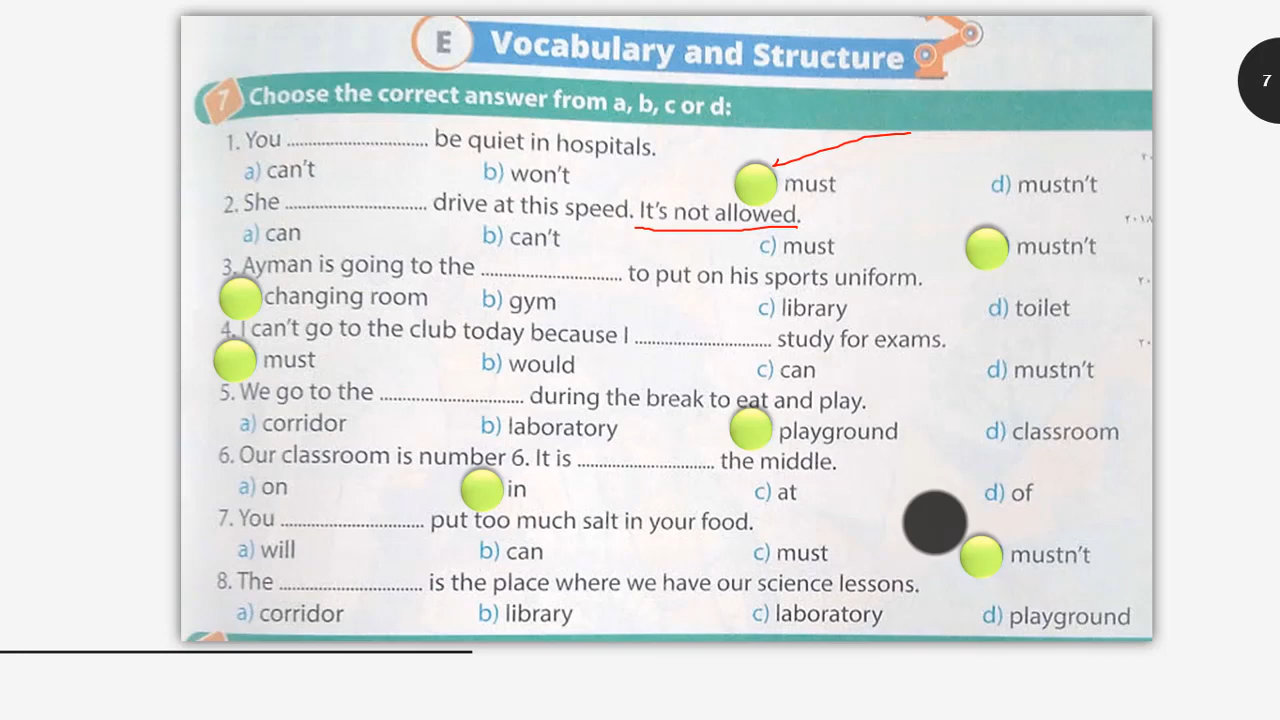 E Vocabulary and Structure
7 Choose the correct answer from a, b, c or d:
1. You ............................ be quiet in hospitals.
a) can't b) won't must d) mustn't
2. She ............................ drive at this speed. It's not allowed.
٢٠١٨
a) can b) can't c) must mustn't
3. Ayman is going to the ............................ to put on his sports uniform.
changing room b) gym c) library d) toilet
4. I can't go to the club today because I ............................ study for exams.
must b) would c) can d) mustn't
5. We go to the ............................ during the break to eat and play.
a) corridor b) laboratory playground d) classroom
6. Our classroom is number 6. It is ............................ the middle.
a) on in c) at d) of
7. You ............................ put too much salt in your food.
a) will b) can c) must mustn't
8. The ............................ is the place where we have our science lessons.
a) corridor b) library c) laboratory d) playground
7